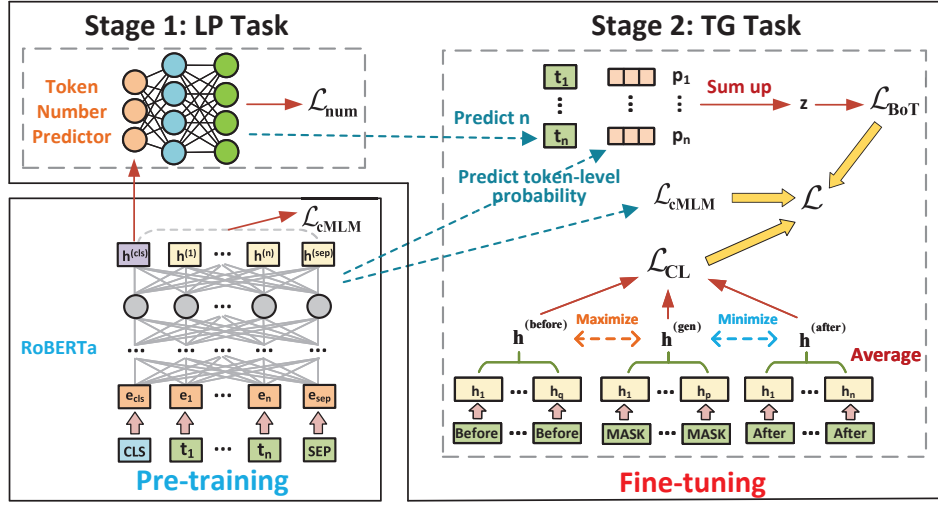 Stage 1: LP Task
Token
Number
Predictor
ℒnum
Stage 2: TG Task
t1 p1
⋮ ⋮ ⋮
tn pn
Sum up
z
ℒBoT
Predict n
Predict token-level
probability
ℒcMLM
ℒ
ℒCL
h(before)
Maximize
h(gen)
Minimize
h(after)
Average
h1 ... hq h1 ... hp h1 ... hn
Before ... Before MASK ... MASK After ... After
Fine-tuning
ℒcMLM
h(cls) h(1) ... h(n) h(sep)
...
RoBERTa
... ... ... ... ...
ecls e1 ... en esep
CLS t1 ... tn SEP
Pre-training